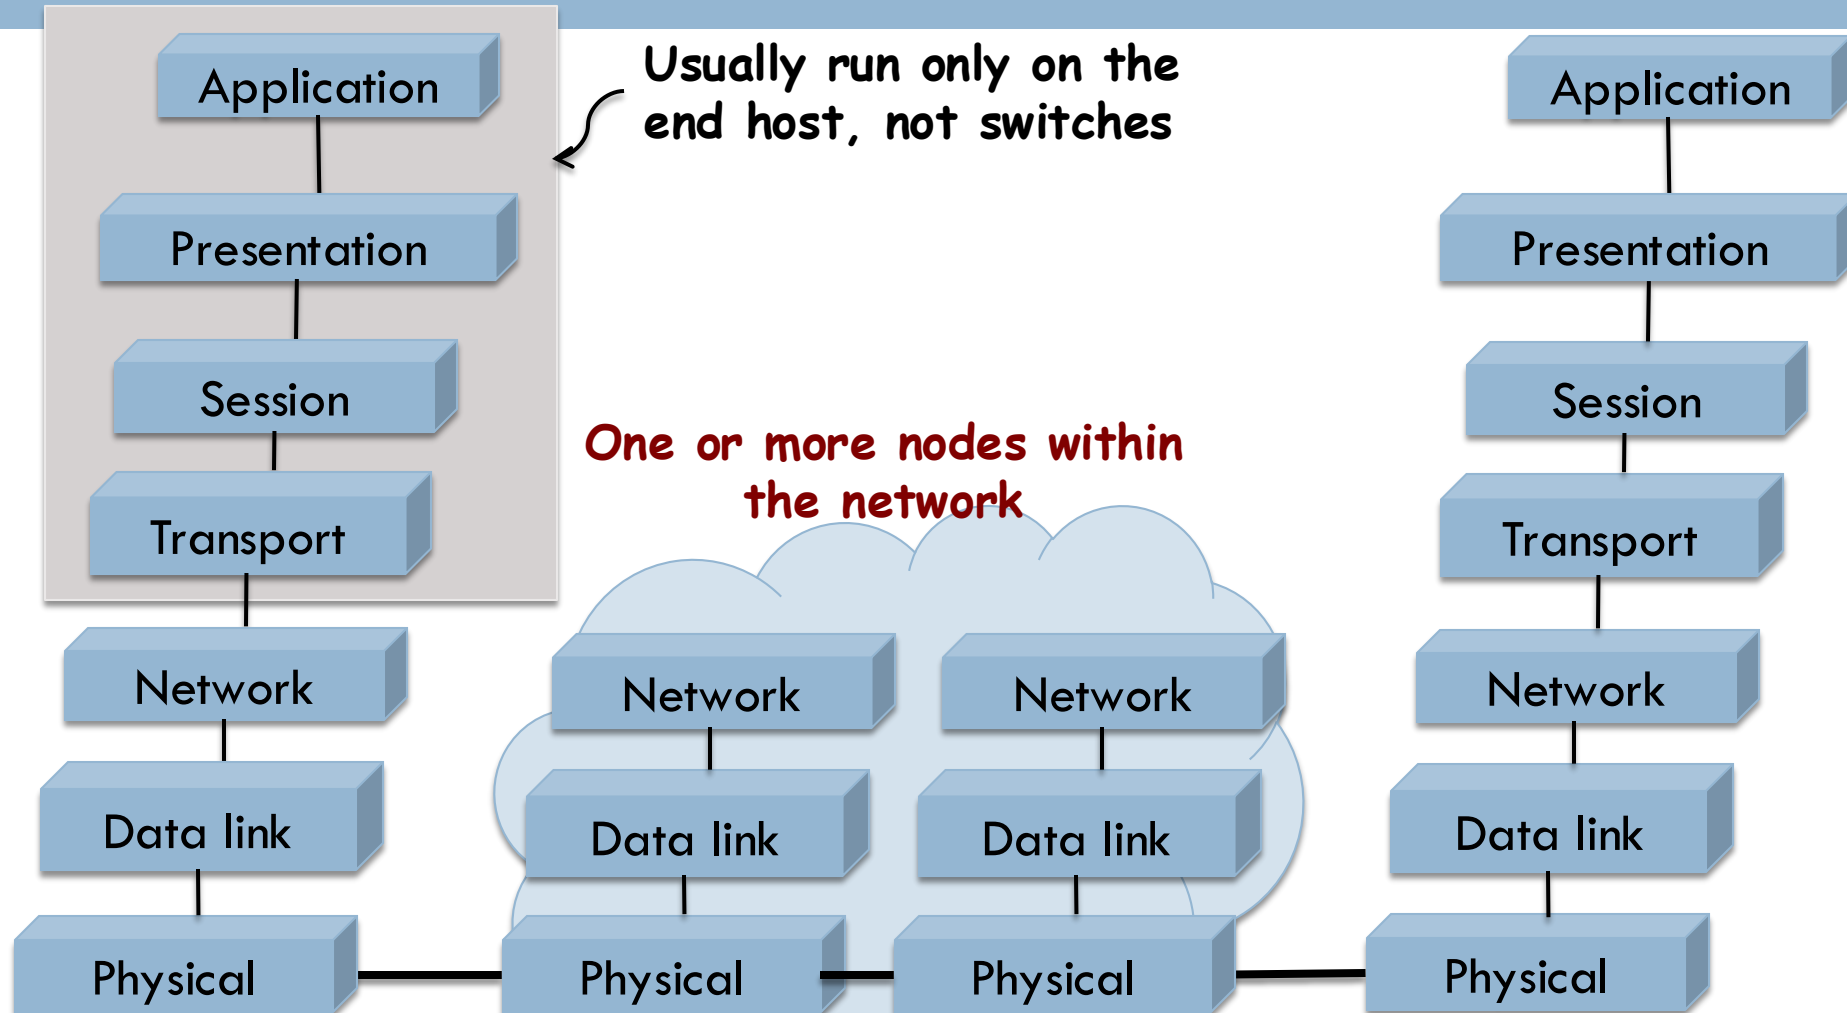 Application
Usually run only on the
end host, not switches
Application
Presentation
Presentation
Session
Session
One or more nodes within
the network
Transport
Transport
Network
Network
Network
Network
Data link
Data link
Data link
Data link
Physical
Physical
Physical
Physical